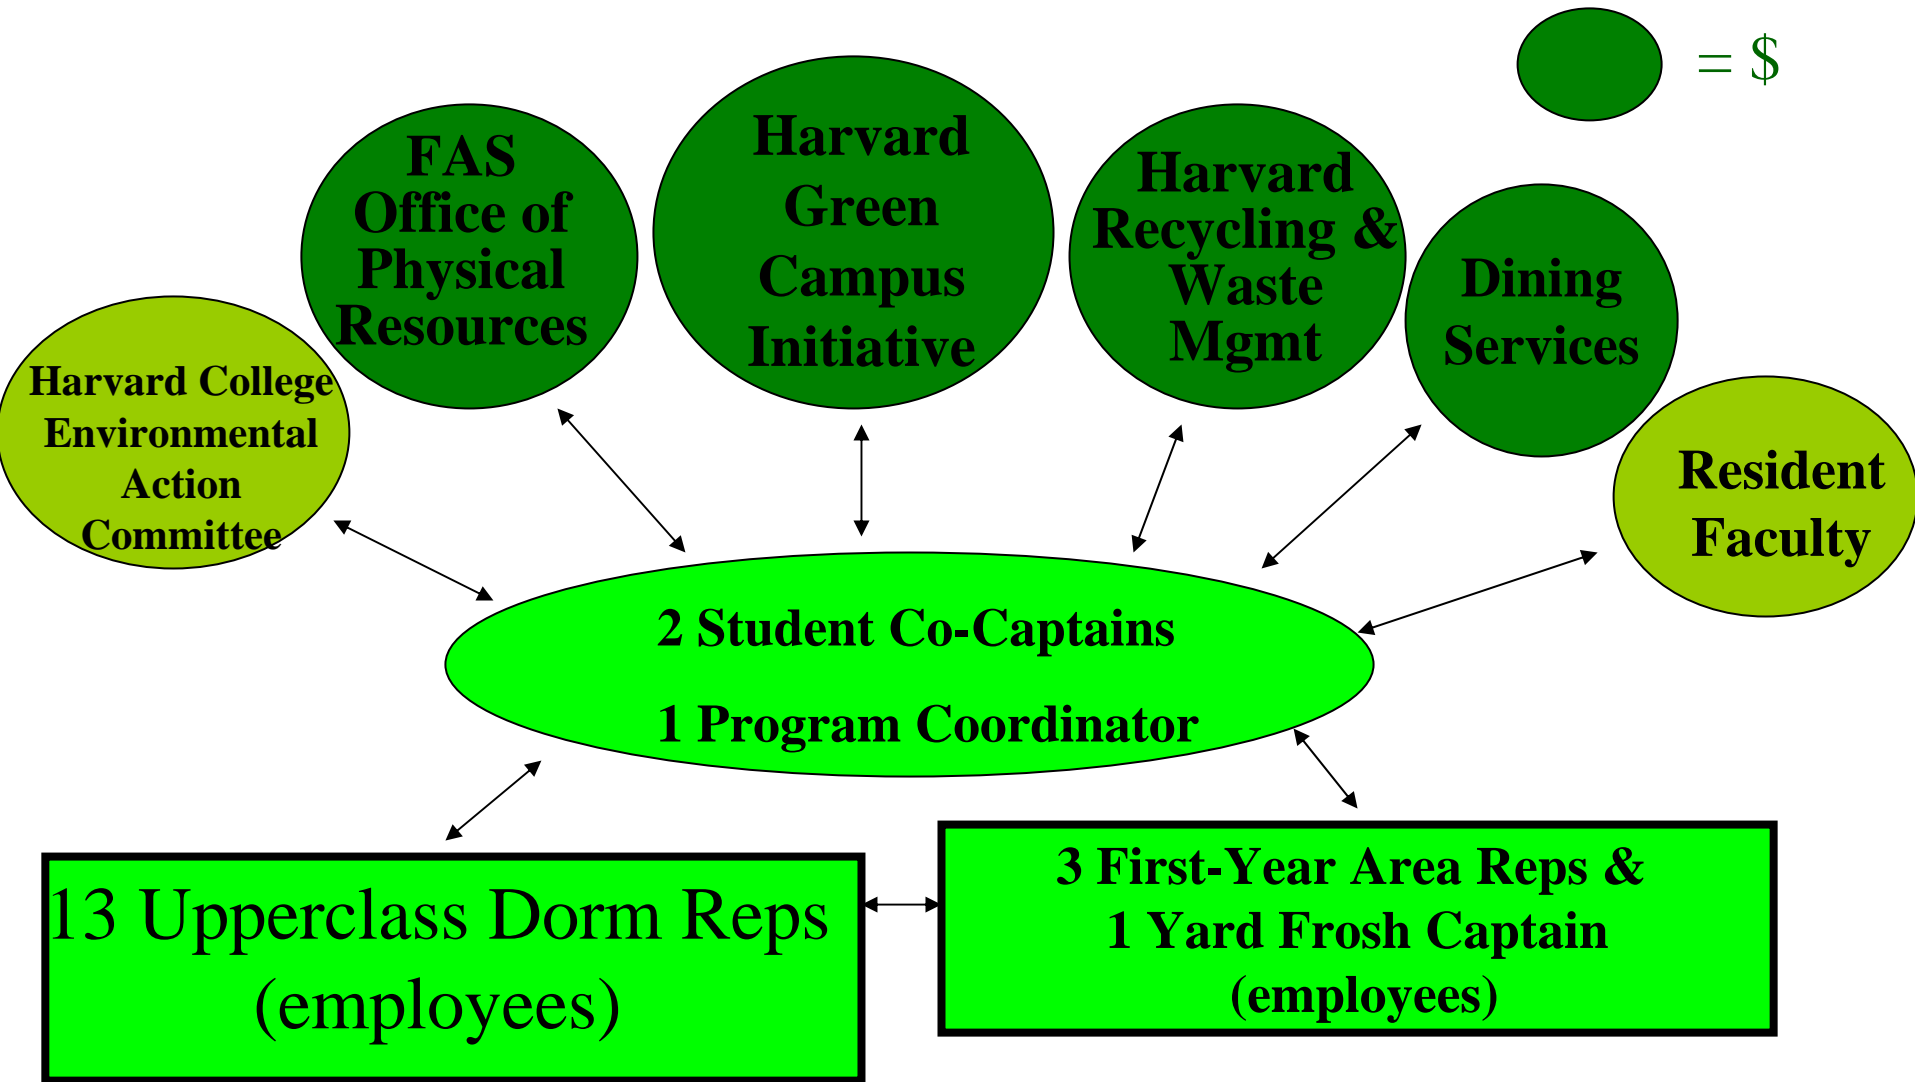 = $
Harvard
Green
Campus
Initiative
FAS
Office of
Physical
Resources
Harvard
Recycling &
Waste
Mgmt
Dining
Services
Harvard College
Environmental
Action
Committee
Resident
Faculty
2 Student Co-Captains
1 Program Coordinator
13 Upperclass Dorm Reps
(employees)
3 First-Year Area Reps &
1 Yard Frosh Captain
(employees)